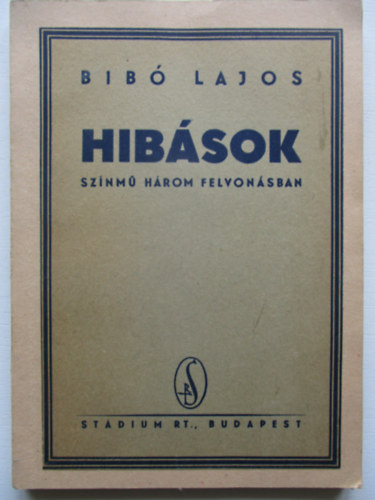 BIBÓ LAJOS
HIBÁSOK
SZÍNMŰ HÁROM FELVONÁSBAN
S
STÁDIUM RT., BUDAPEST